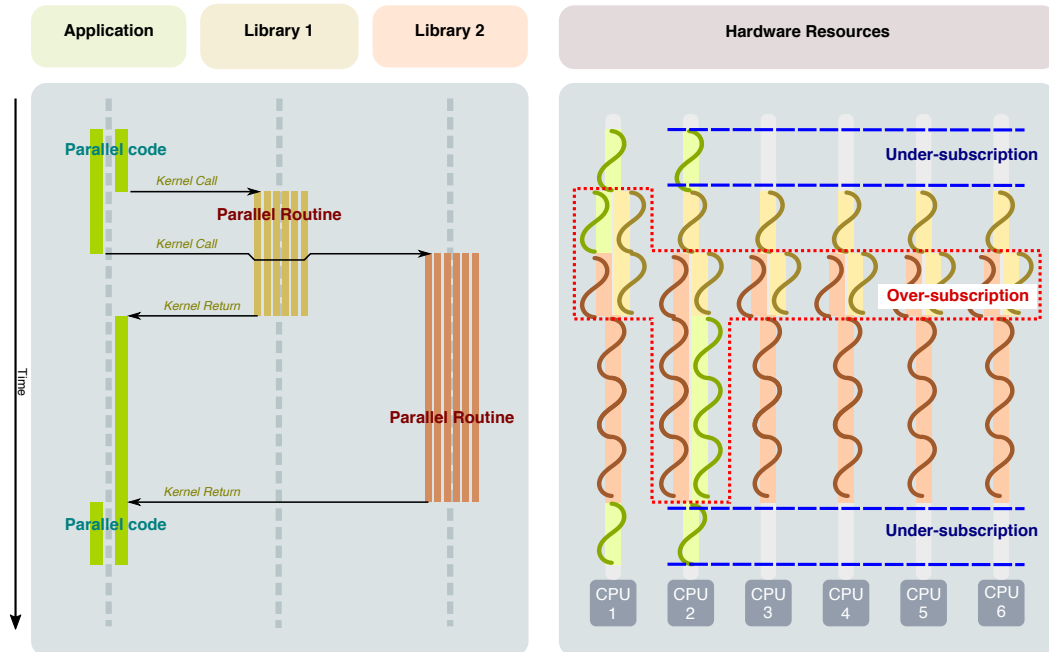 Application
Library 1
Library 2
Hardware Resources
Time
Parallel code
Kernel Call
Parallel Routine
Kernel Call
Kernel Return
Parallel Routine
Kernel Return
Parallel code
Under-subscription
Over-subscription
Under-subscription
CPU
1
CPU
2
CPU
3
CPU
4
CPU
5
CPU
6